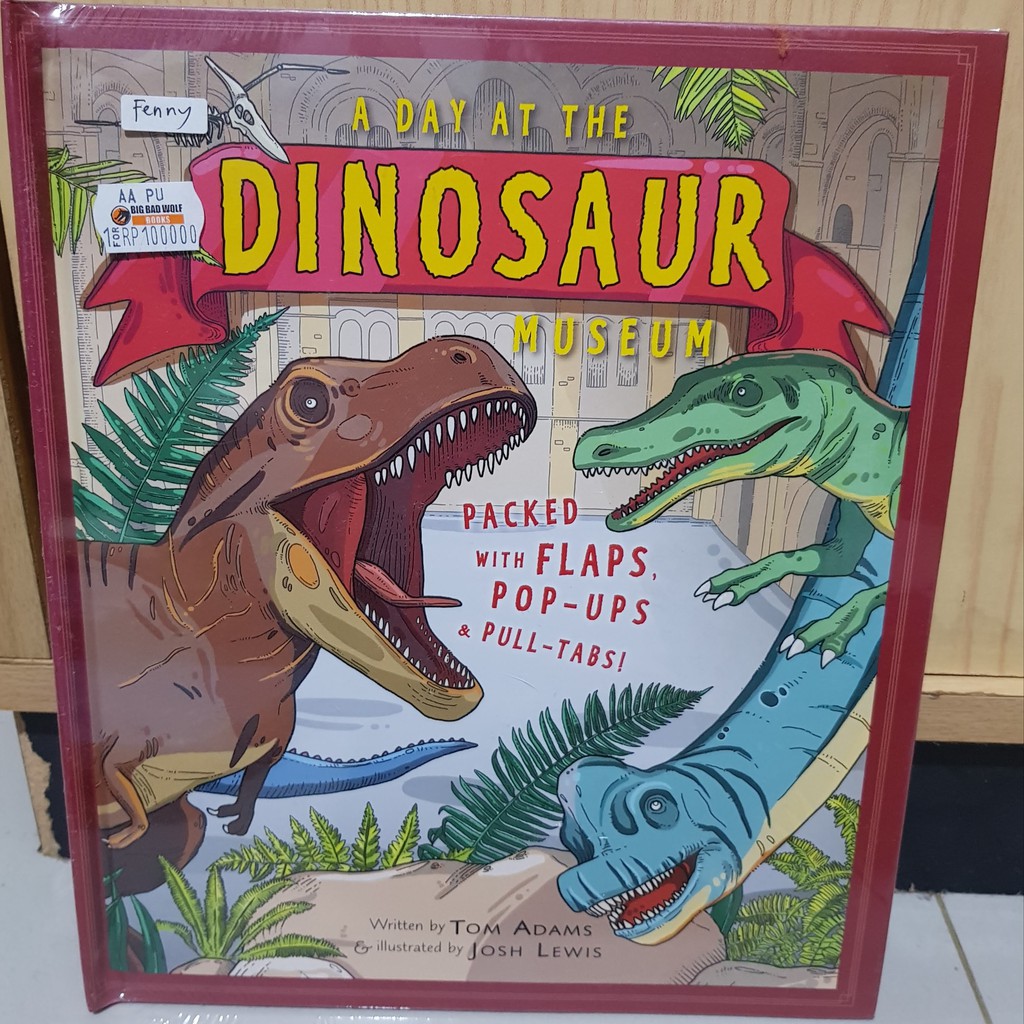 Fenny
AA PU
BIG BAD WOLF
BOOKS
1 FOR RP100000
A DAY AT THE
DINOSAUR
MUSEUM
PACKED
WITH FLAPS,
POP-UPS
& PULL-TABS!
Written by TOM ADAMS
& illustrated by JOSH LEWIS